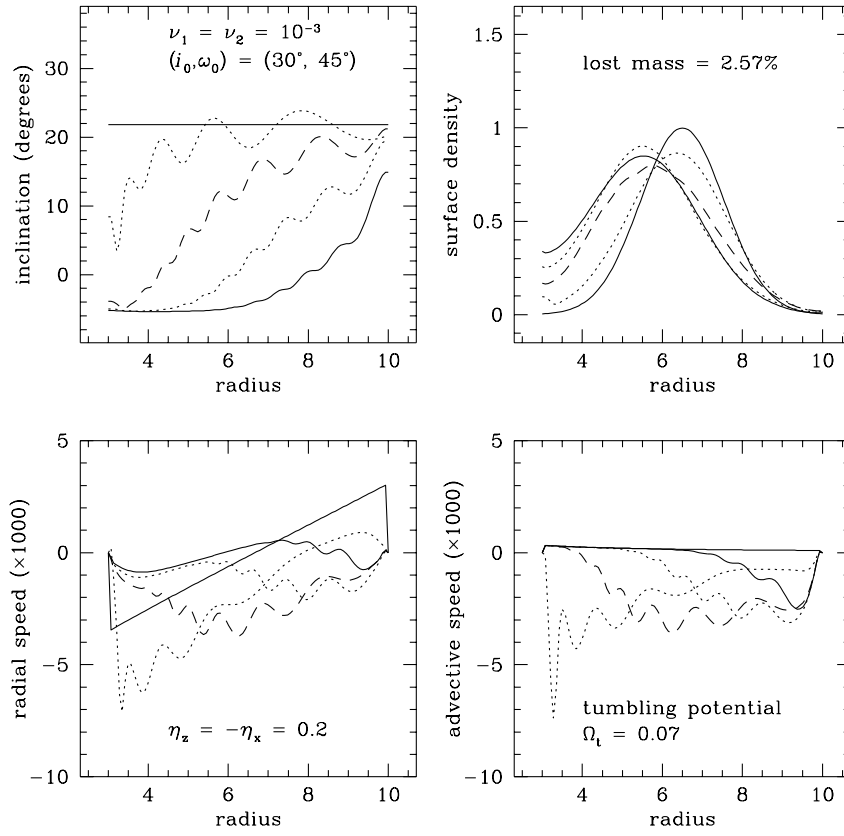 ν₁ = ν₂ = 10⁻³
(i₀,ω₀) = (30°, 45°)
inclination (degrees)
30
20
10
0
4
6
8
10
radius
lost mass = 2.57%
surface density
1.5
1
0.5
0
4
6
8
10
radius
radial speed (×1000)
5
0
−5
−10
η_z = −η_x = 0.2
4
6
8
10
radius
advective speed (×1000)
5
0
−5
−10
tumbling potential
Ω_t = 0.07
4
6
8
10
radius